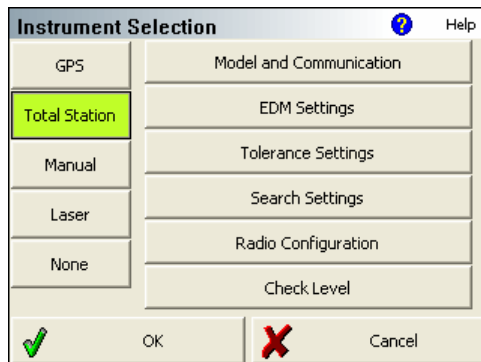 Instrument Selection
? Help
GPS
Total Station
Manual
Laser
None
Model and Communication
EDM Settings
Tolerance Settings
Search Settings
Radio Configuration
Check Level
OK
Cancel